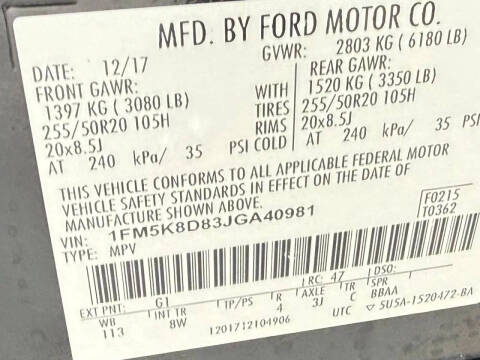 MFD. BY FORD MOTOR CO.
DATE: 12/17 GVWR: 2803 KG ( 6180 LB)
FRONT GAWR: REAR GAWR:
1397 KG ( 3080 LB) WITH 1520 KG ( 3350 LB)
255/50R20 105H TIRES 255/50R20 105H
20x8.5J RIMS 20x8.5J
AT 240 kPa/ 35 PSI COLD AT 240 kPa/ 35 PS
THIS VEHICLE CONFORMS TO ALL APPLICABLE FEDERAL MOTOR
VEHICLE SAFETY STANDARDS IN EFFECT ON THE DATE OF
MANUFACTURE SHOWN ABOVE.
VIN: 1FM5K8D83JGA40981 F0215
TYPE: MPV T0362
EXT PNT: G1 RC: 47 DSO:
WB INT TR TP/PS R AXLE TR SPR
113 8W 4 3J C BBAA
1201712104906 UTC 5U5A-1520472-BA